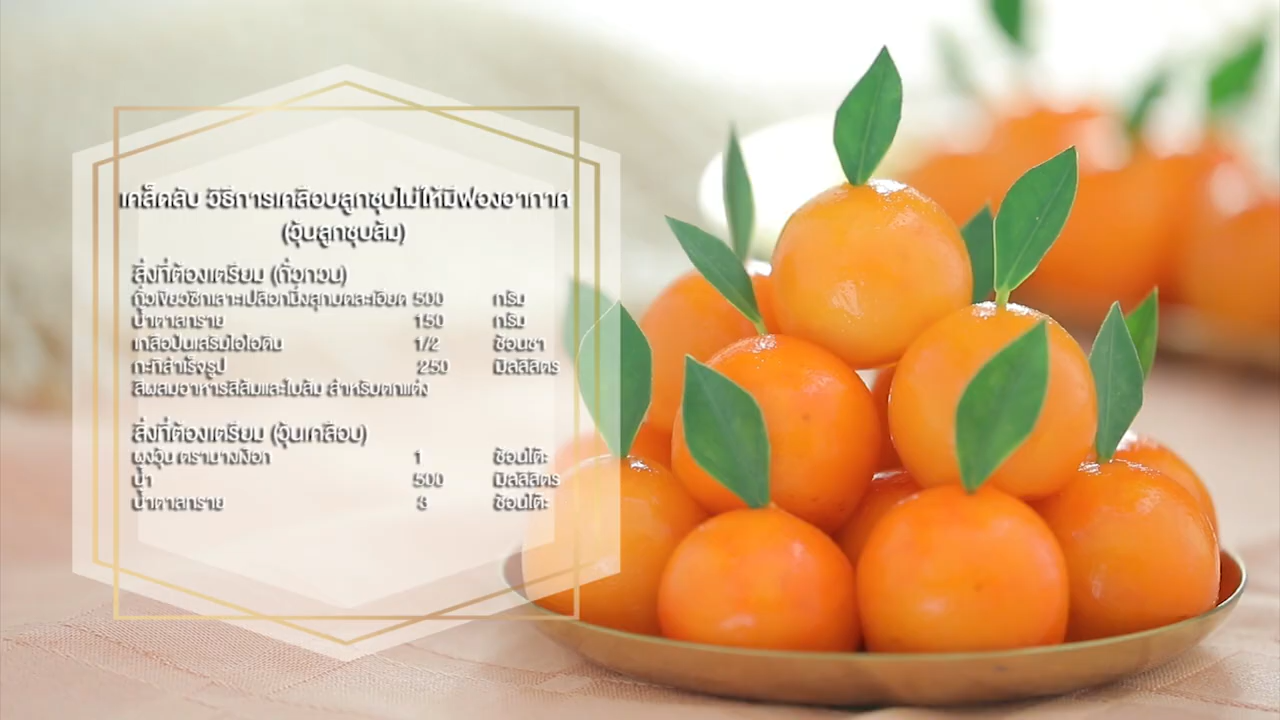 เคล็ดลับ วิธีการเคลือบลูกชุบไม่ให้มีฟองอากาศ
(วุ้นลูกชุบส้ม)
สิ่งที่ต้องเตรียม (ถั่วกวน)
ถั่วเขียวซีกเลาะเปลือกนึ่งสุกบดละเอียด 500 กรัม
น้ำตาลทราย 150 กรัม
เกลือป่นเสริมไอโอดีน 1/2 ช้อนชา
กะทิสำเร็จรูป 250 มิลลิลิตร
สีผสมอาหารสีส้มและใบส้ม สำหรับตกแต่ง
สิ่งที่ต้องเตรียม (วุ้นเคลือบ)
ผงวุ้น ตรานางเงือก 1 ช้อนโต๊ะ
น้ำ 500 มิลลิลิตร
น้ำตาลทราย 3 ช้อนโต๊ะ